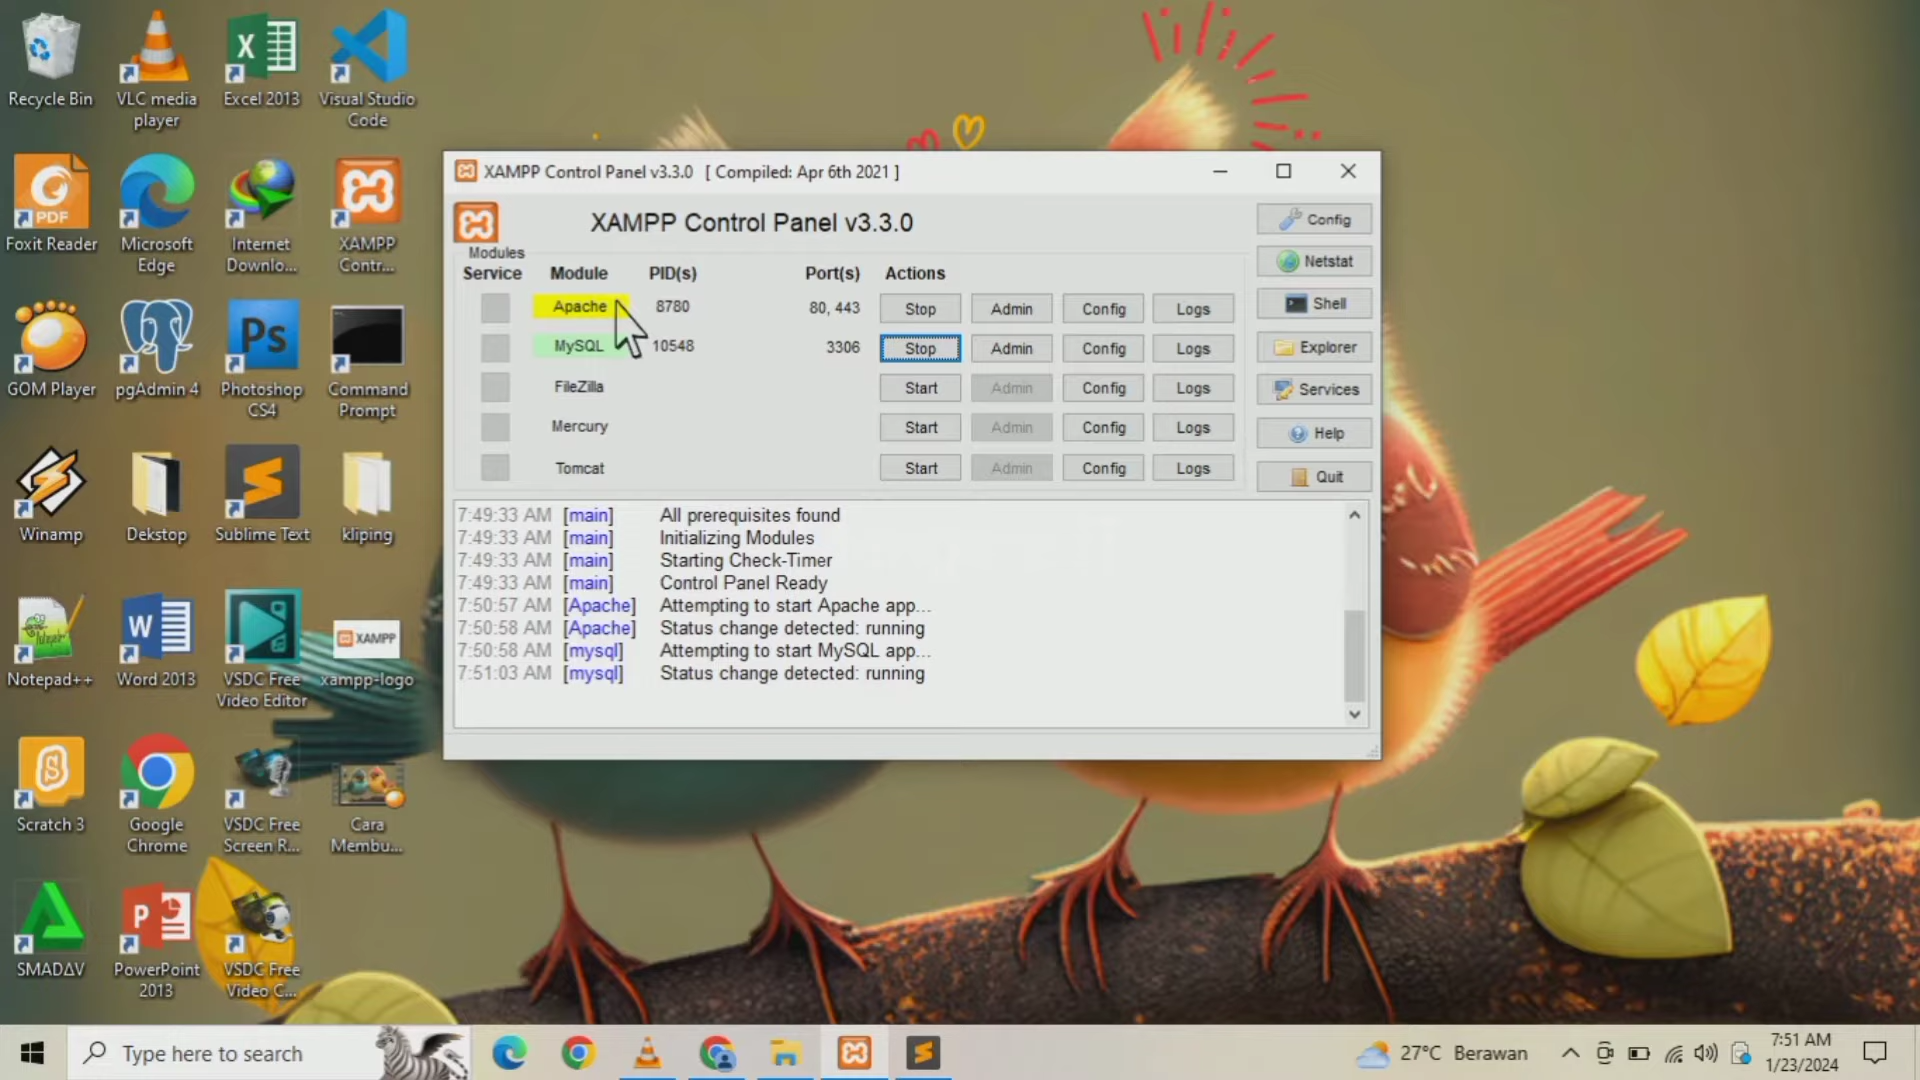 Recycle Bin
VLC media
player
Excel 2013
Visual Studio
Code
Foxit Reader
Microsoft
Edge
Internet
Downlo...
XAMPP
Contr...
GOM Player
pgAdmin 4
Photoshop
CS4
Command
Prompt
Winamp
Dekstop
Sublime Text
kliping
Notepad++
Word 2013
VSDC Free
Video Editor
xampp-logo
Scratch 3
Google
Chrome
VSDC Free
Screen R...
Cara
Membu...
SMADΔV
PowerPoint
2013
VSDC Free
Video C...
XAMPP Control Panel v3.3.0 [ Compiled: Apr 6th 2021 ]
XAMPP Control Panel v3.3.0
Modules
Service Module PID(s) Port(s) Actions
Apache 8780 80, 443 Stop Admin Config Logs
MySQL 10548 3306 Stop Admin Config Logs
FileZilla Start Admin Config Logs
Mercury Start Admin Config Logs
Tomcat Start Admin Config Logs
Config
Netstat
Shell
Explorer
Services
Help
Quit
7:49:33 AM [main] All prerequisites found
7:49:33 AM [main] Initializing Modules
7:49:33 AM [main] Starting Check-Timer
7:49:33 AM [main] Control Panel Ready
7:50:57 AM [Apache] Attempting to start Apache app...
7:50:58 AM [Apache] Status change detected: running
7:50:58 AM [mysql] Attempting to start MySQL app...
7:51:03 AM [mysql] Status change detected: running
Type here to search
27°C Berawan
7:51 AM
1/23/2024